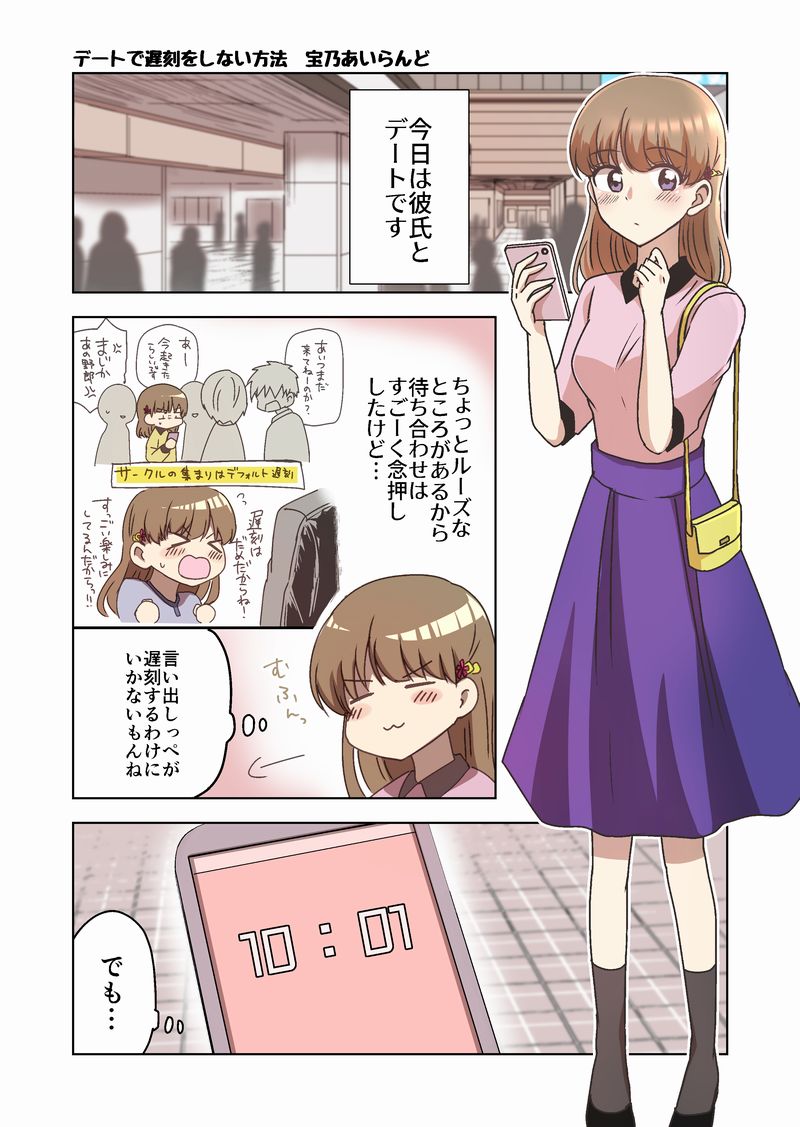 デートで遅刻をしない方法　宝乃あいらんど
今日は彼氏と
デートです
ちょっとルーズな
ところがあるから
待ち合わせは
すごーく念押し
したけど…
あいつまだ
来てねーのか？
あー
今起きた
らしいっす
まじか
あの野郎
サークルの集まりはデフォルト遅刻
遅刻は
だめだからね！
すっごい楽しみに
してるんだからっ!!
むふんっ
言い出しっぺが
遅刻するわけに
いかないもんね
10:01
でも…